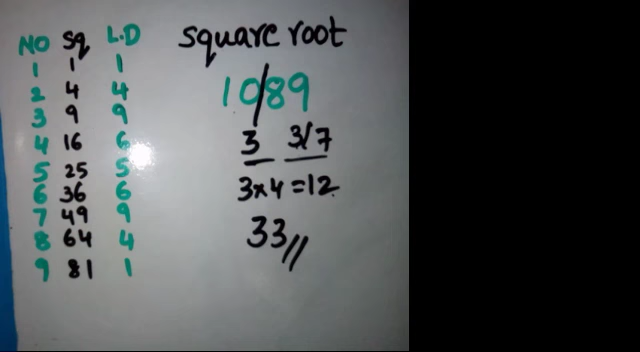 NO Sq L.D
1 1 1
2 4 4
3 9 9
4 16 6
5 25 5
6 36 6
7 49 9
8 64 4
9 81 1
square root
10/89
3 3/7
3x4=12
33//